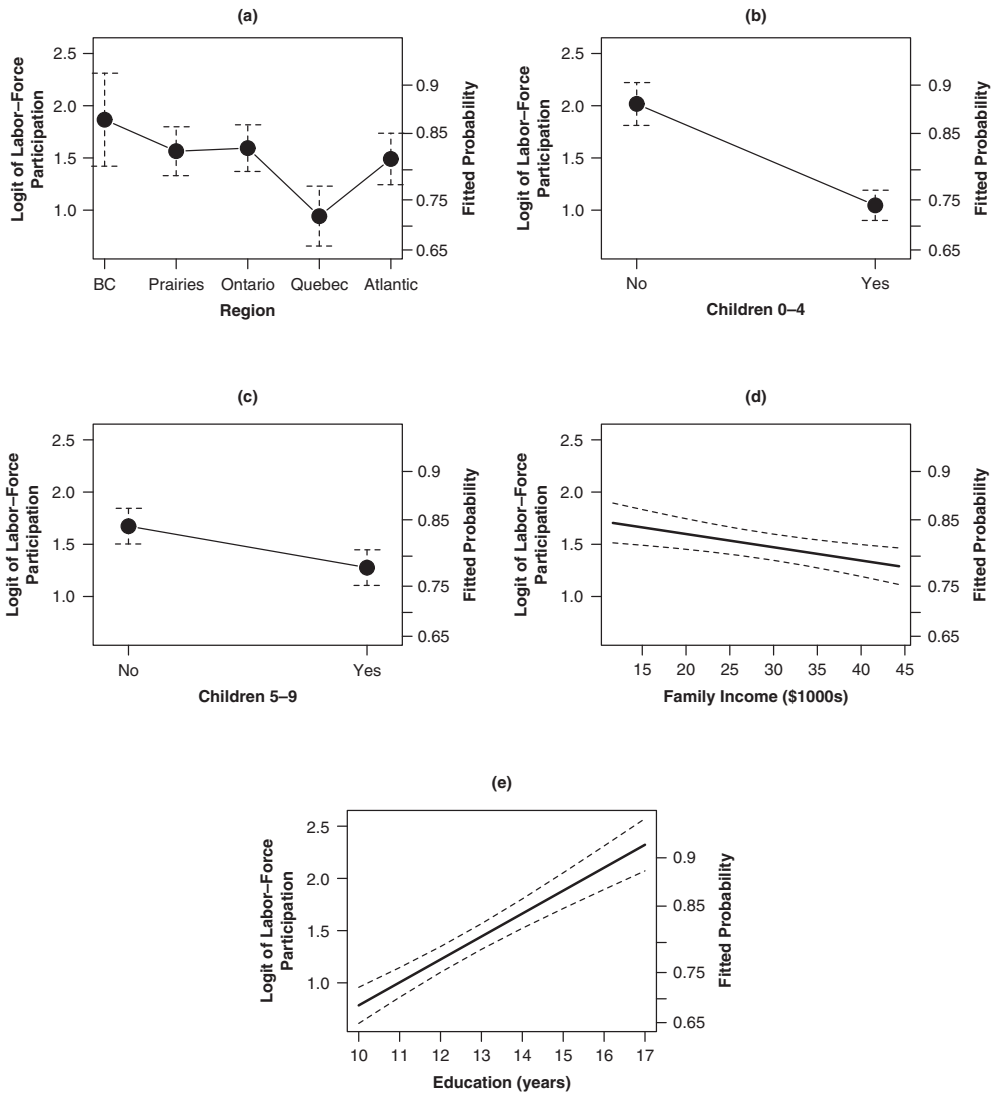 (a)
Logit of Labor–Force
Participation
2.5
2.0
1.5
1.0
0.9
0.85
0.75
0.65
Fitted Probability
BC Prairies Ontario Quebec Atlantic
Region
(b)
Logit of Labor–Force
Participation
2.5
2.0
1.5
1.0
0.9
0.85
0.75
0.65
Fitted Probability
No Yes
Children 0–4
(c)
Logit of Labor–Force
Participation
2.5
2.0
1.5
1.0
0.9
0.85
0.75
0.65
Fitted Probability
No Yes
Children 5–9
(d)
Logit of Labor–Force
Participation
2.5
2.0
1.5
1.0
0.9
0.85
0.75
0.65
Fitted Probability
15 20 25 30 35 40 45
Family Income ($1000s)
(e)
Logit of Labor–Force
Participation
2.5
2.0
1.5
1.0
0.9
0.85
0.75
0.65
Fitted Probability
10 11 12 13 14 15 16 17
Education (years)